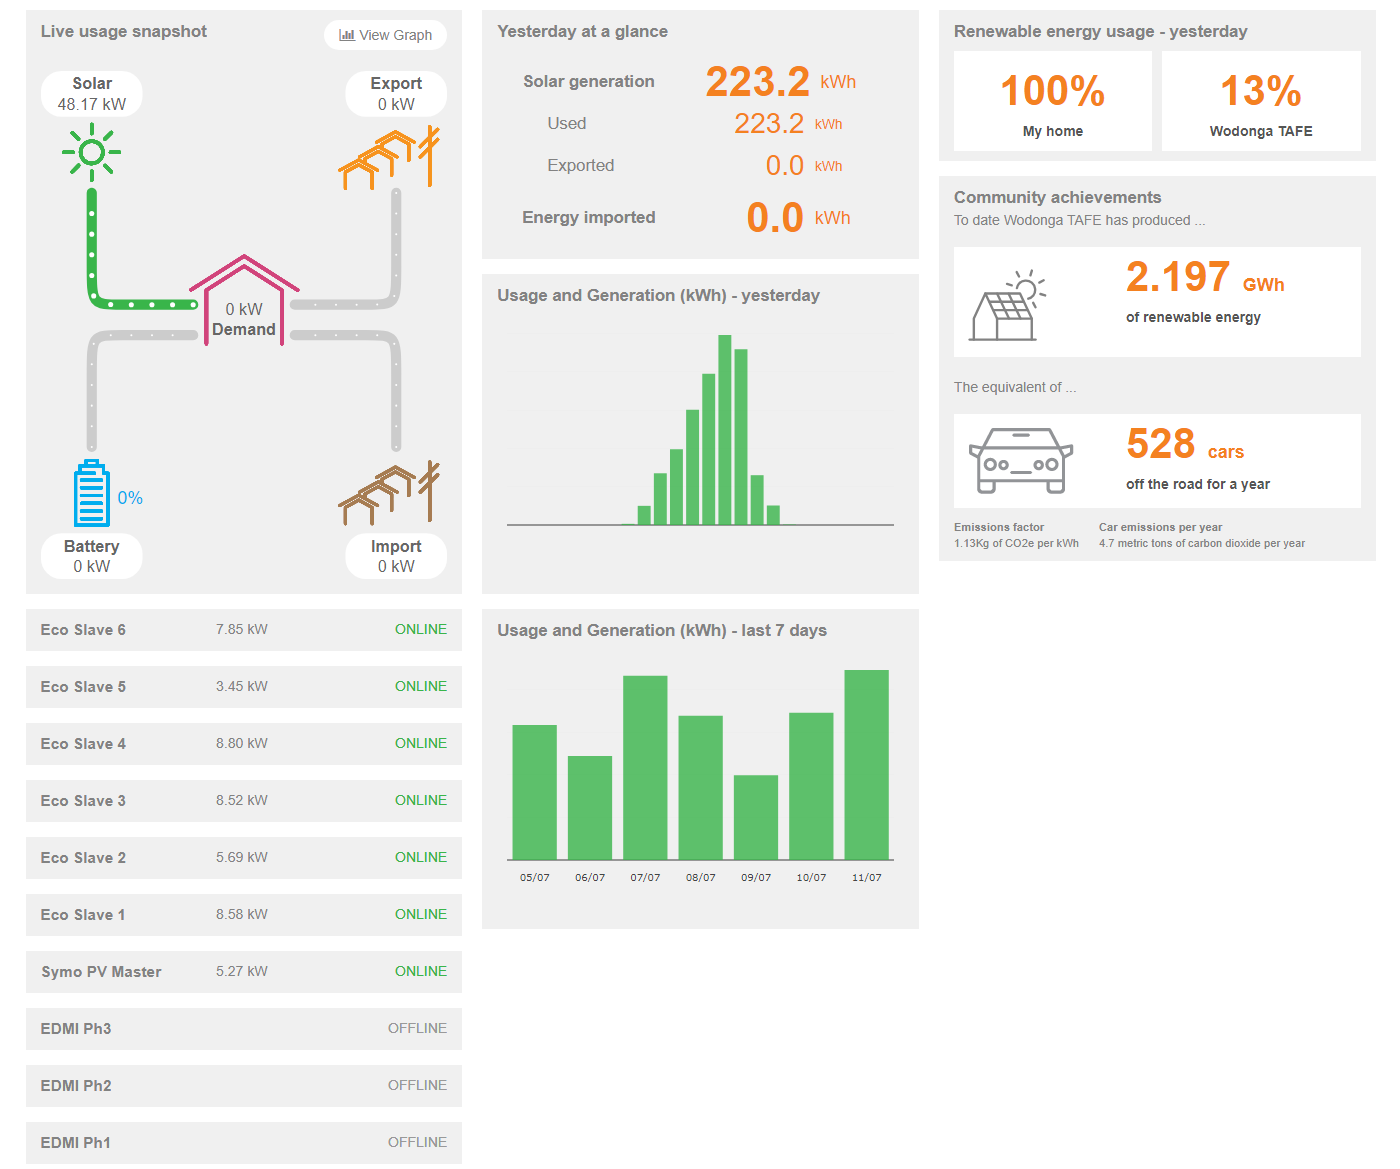 Live usage snapshot
View Graph
Solar
48.17 kW
Export
0 kW
0 kW
Demand
0%
Battery
0 kW
Import
0 kW
Eco Slave 6 7.85 kW ONLINE
Eco Slave 5 3.45 kW ONLINE
Eco Slave 4 8.80 kW ONLINE
Eco Slave 3 8.52 kW ONLINE
Eco Slave 2 5.69 kW ONLINE
Eco Slave 1 8.58 kW ONLINE
Symo PV Master 5.27 kW ONLINE
EDMI Ph3 OFFLINE
EDMI Ph2 OFFLINE
EDMI Ph1 OFFLINE
Yesterday at a glance
Solar generation 223.2 kWh
Used 223.2 kWh
Exported 0.0 kWh
Energy imported 0.0 kWh
Usage and Generation (kWh) - yesterday
Usage and Generation (kWh) - last 7 days
05/07 06/07 07/07 08/07 09/07 10/07 11/07
Renewable energy usage - yesterday
100%
My home
13%
Wodonga TAFE
Community achievements
To date Wodonga TAFE has produced ...
2.197 GWh
of renewable energy
The equivalent of ...
528 cars
off the road for a year
Emissions factor
1.13Kg of CO2e per kWh
Car emissions per year
4.7 metric tons of carbon dioxide per year